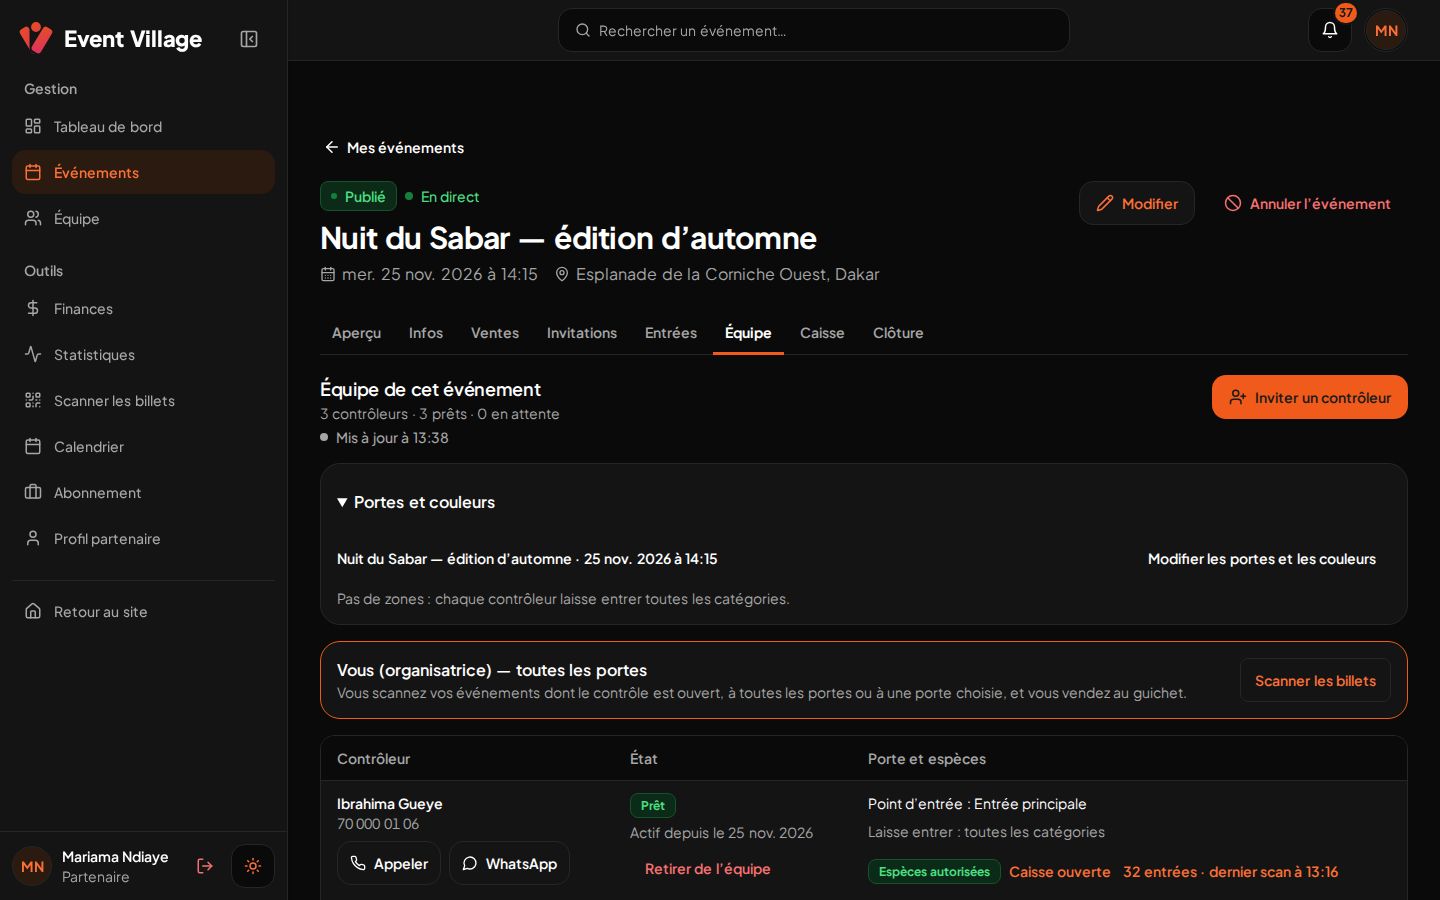 Event Village
Rechercher un événement...
37
MN
Gestion
Tableau de bord
Événements
Équipe
Outils
Finances
Statistiques
Scanner les billets
Calendrier
Abonnement
Profil partenaire
Retour au site
MN
Mariama Ndiaye
Partenaire
Mes événements
Publié
En direct
Modifier
Annuler l’événement
Nuit du Sabar — édition d’automne
mer. 25 nov. 2026 à 14:15 Esplanade de la Corniche Ouest, Dakar
Aperçu Infos Ventes Invitations Entrées Équipe Caisse Clôture
Équipe de cet événement
3 contrôleurs · 3 prêts · 0 en attente
Mis à jour à 13:38
Inviter un contrôleur
Portes et couleurs
Nuit du Sabar — édition d’automne · 25 nov. 2026 à 14:15
Modifier les portes et les couleurs
Pas de zones : chaque contrôleur laisse entrer toutes les catégories.
Vous (organisatrice) — toutes les portes
Vous scannez vos événements dont le contrôle est ouvert, à toutes les portes ou à une porte choisie, et vous vendez au guichet.
Scanner les billets
Contrôleur État Porte et espèces
Ibrahima Gueye
70 000 01 06
Appeler WhatsApp
Prêt
Actif depuis le 25 nov. 2026
Retirer de l’équipe
Point d’entrée : Entrée principale
Laisse entrer : toutes les catégories
Espèces autorisées Caisse ouverte 32 entrées · dernier scan à 13:16